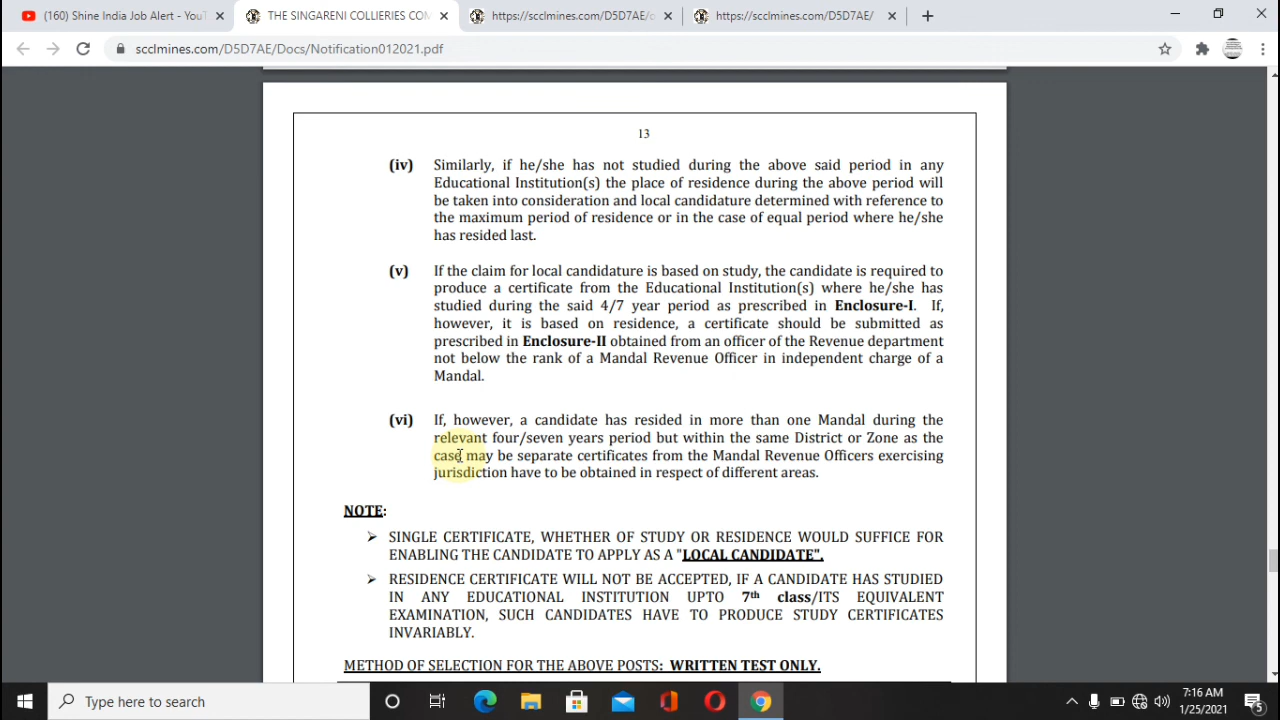 (160) Shine India Job Alert - YouT
THE SINGARENI COLLIERIES COM
https://scclmines.com/D5D7AE/d
https://scclmines.com/D5D7AE/
scclmines.com/D5D7AE/Docs/Notification012021.pdf
13
(iv) Similarly, if he/she has not studied during the above said period in any
Educational Institution(s) the place of residence during the above period will
be taken into consideration and local candidature determined with reference to
the maximum period of residence or in the case of equal period where he/she
has resided last.
(v) If the claim for local candidature is based on study, the candidate is required to
produce a certificate from the Educational Institution(s) where he/she has
studied during the said 4/7 year period as prescribed in Enclosure-I. If,
however, it is based on residence, a certificate should be submitted as
prescribed in Enclosure-II obtained from an officer of the Revenue department
not below the rank of a Mandal Revenue Officer in independent charge of a
Mandal.
(vi) If, however, a candidate has resided in more than one Mandal during the
relevant four/seven years period but within the same District or Zone as the
case may be separate certificates from the Mandal Revenue Officers exercising
jurisdiction have to be obtained in respect of different areas.
NOTE:
➢ SINGLE CERTIFICATE, WHETHER OF STUDY OR RESIDENCE WOULD SUFFICE FOR
ENABLING THE CANDIDATE TO APPLY AS A "LOCAL CANDIDATE".
➢ RESIDENCE CERTIFICATE WILL NOT BE ACCEPTED, IF A CANDIDATE HAS STUDIED
IN ANY EDUCATIONAL INSTITUTION UPTO 7th class/ITS EQUIVALENT
EXAMINATION, SUCH CANDIDATES HAVE TO PRODUCE STUDY CERTIFICATES
INVARIABLY.
METHOD OF SELECTION FOR THE ABOVE POSTS: WRITTEN TEST ONLY.
Type here to search
7:16 AM
1/25/2021
5